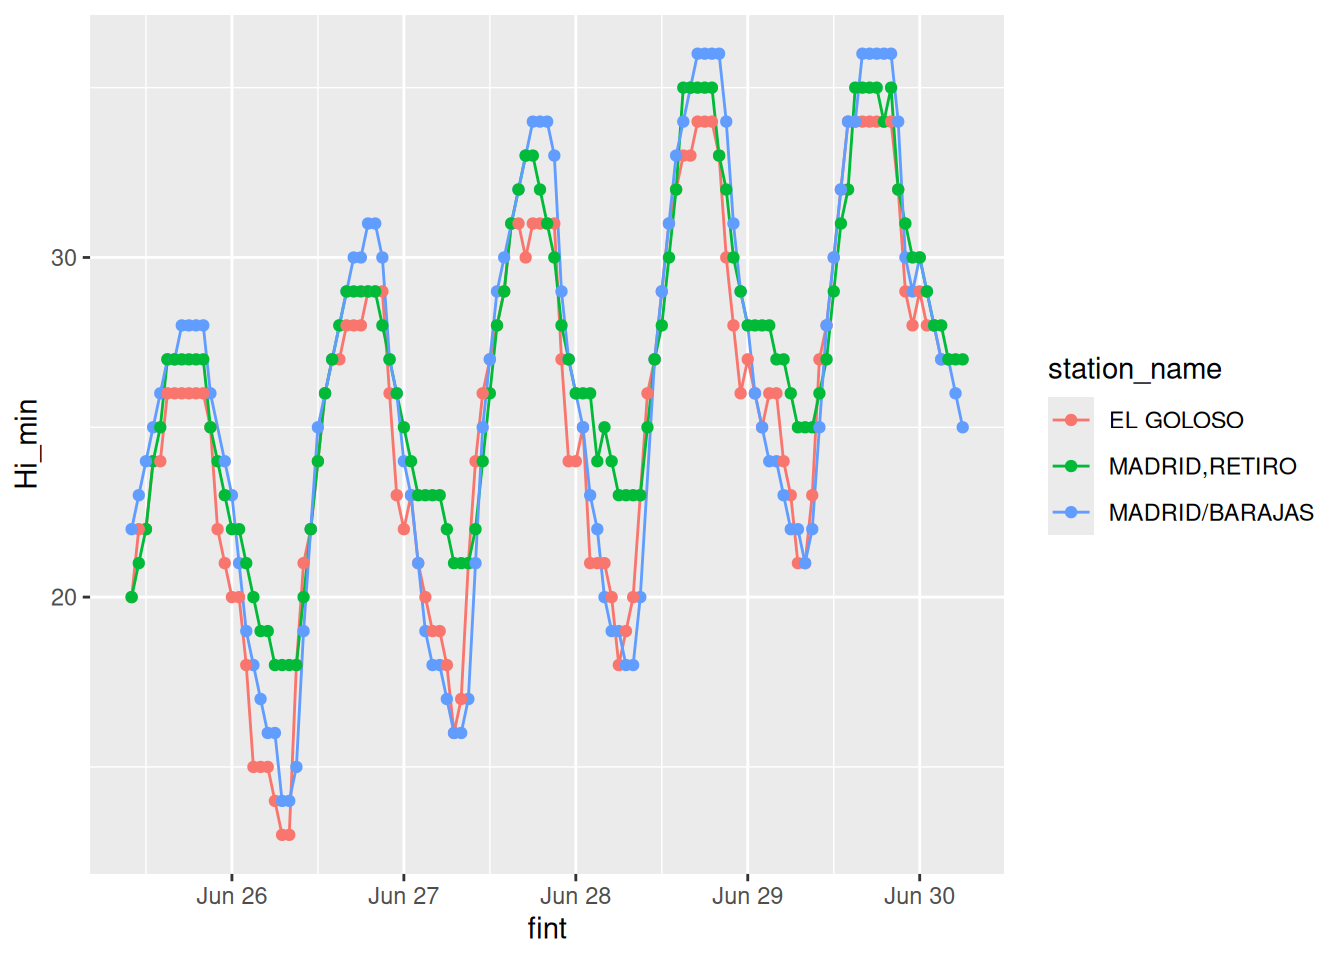 Hi_min
30
20
Jun 26
Jun 27
Jun 28
Jun 29
Jun 30
fint
station_name
EL GOLOSO
MADRID,RETIRO
MADRID/BARAJAS